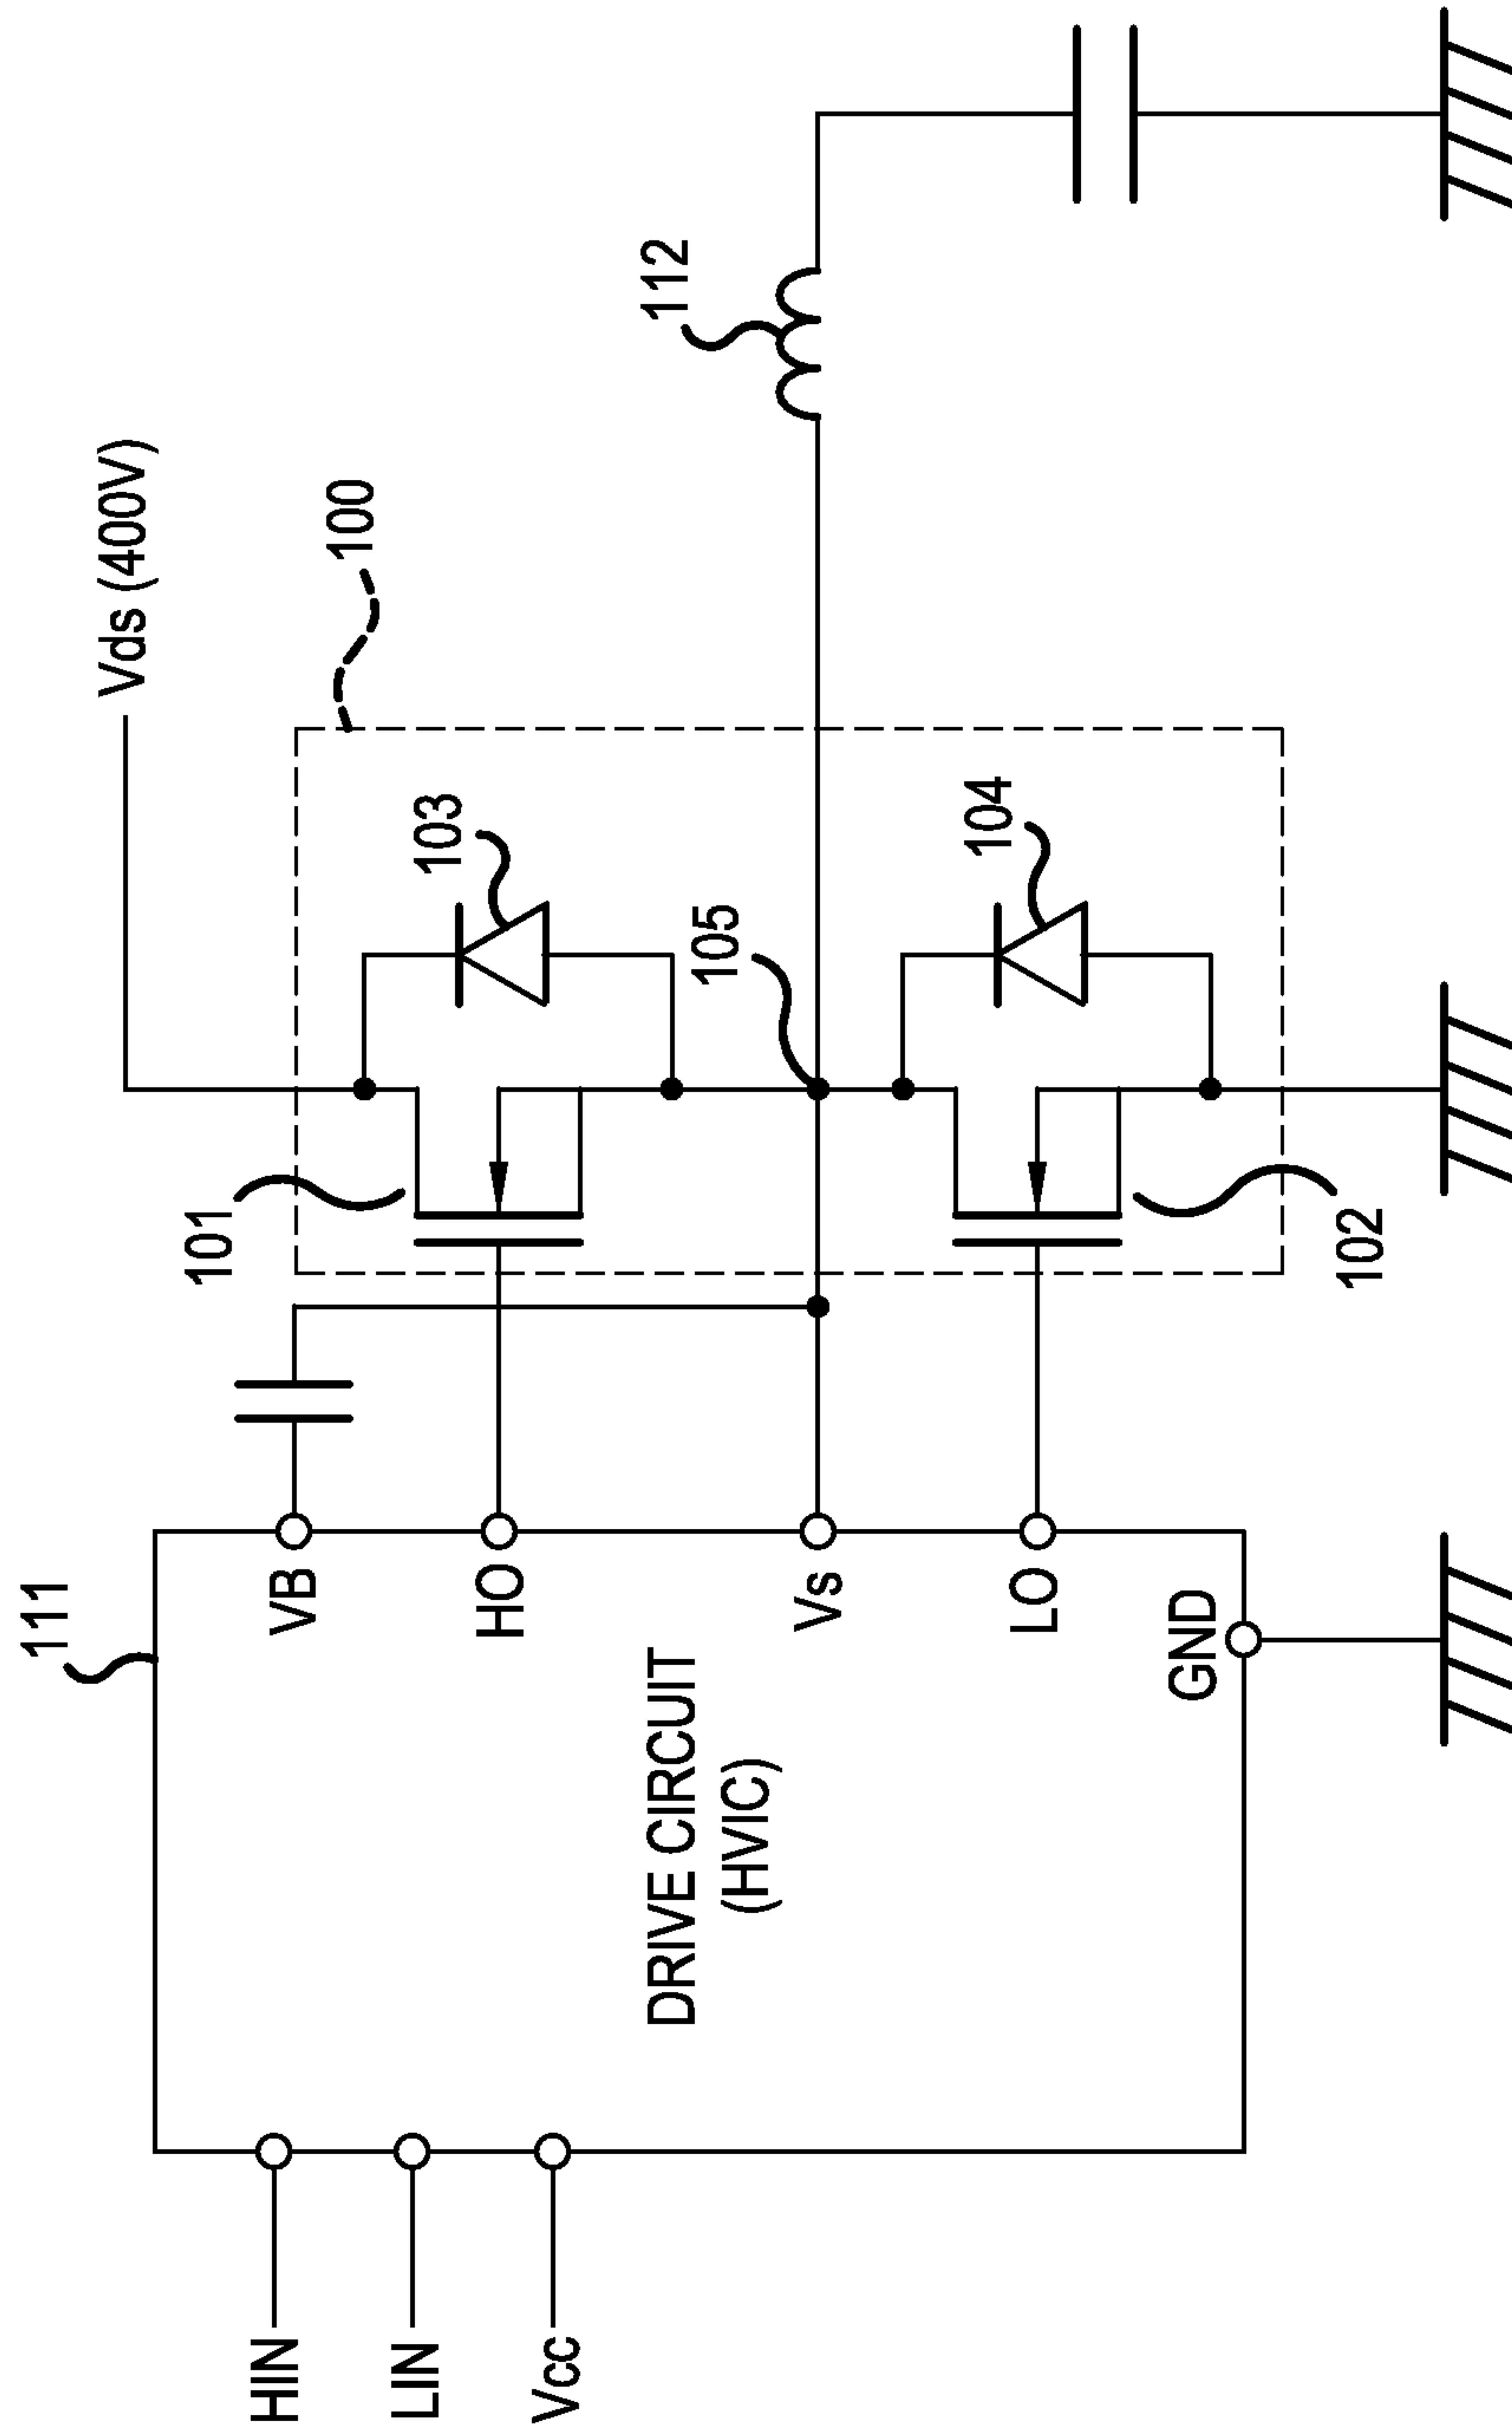 Vds (400V)
100
111
101
103
112
VB
HO
105
HIN
LIN
Vcc
DRIVE CIRCUIT
(HVIC)
Vs
104
LO
GND
102